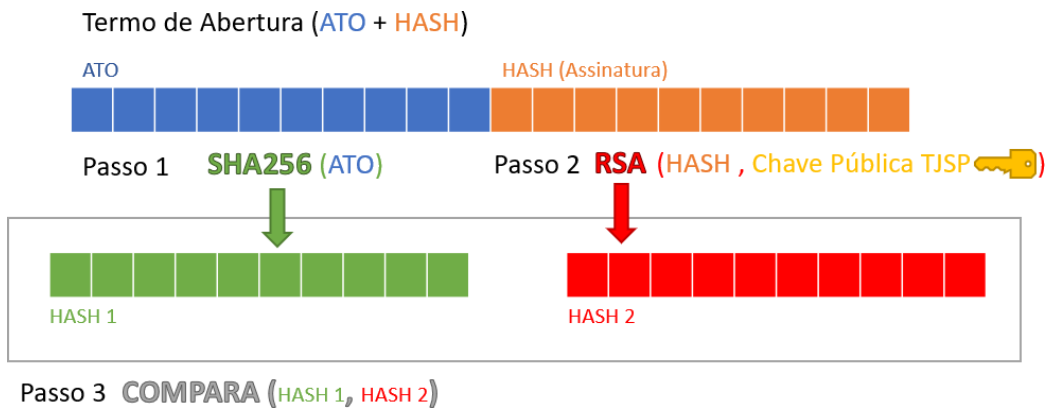 Termo de Abertura (ATO + HASH)
ATO
HASH (Assinatura)
Passo 1 SHA256 (ATO)
Passo 2 RSA (HASH , Chave Pública TJSP )
HASH 1
HASH 2
Passo 3 COMPARA (HASH 1, HASH 2)